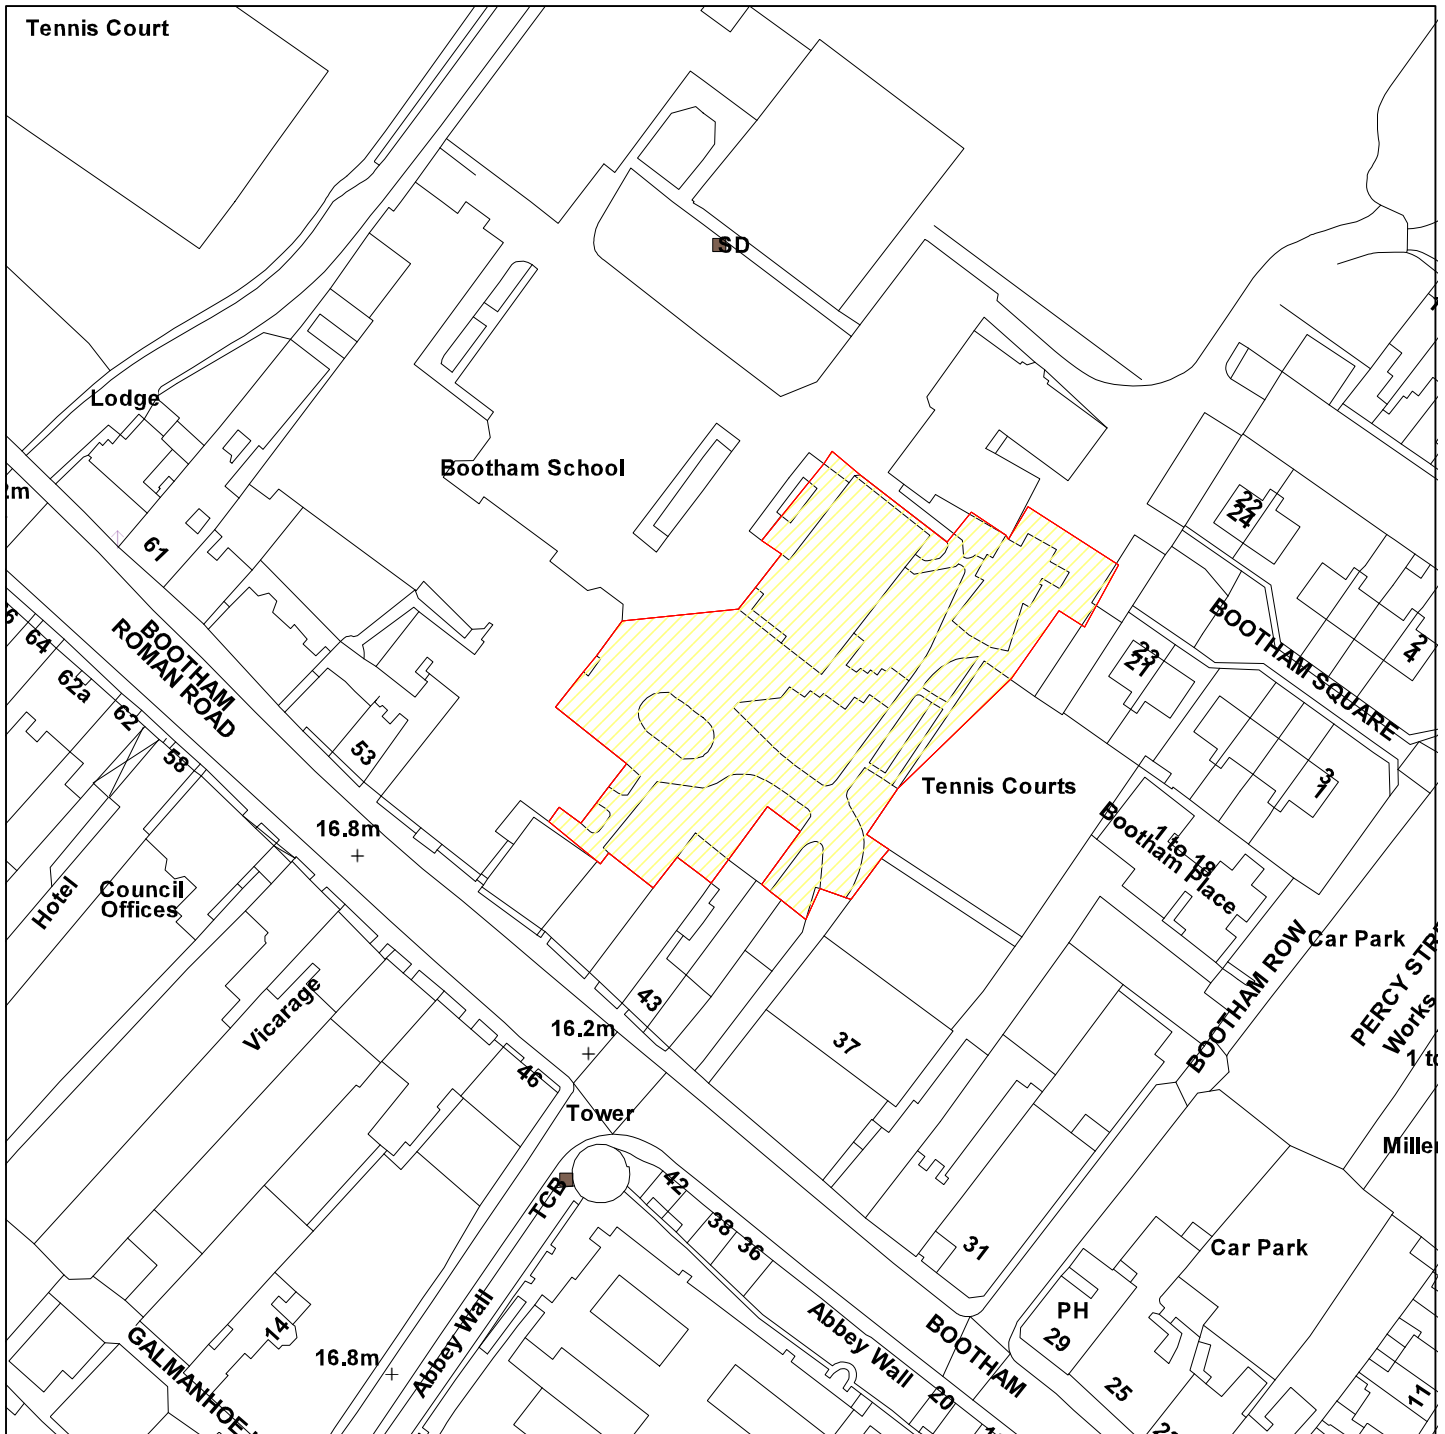 Tennis Court
SD
Lodge
Bootham School
22
24
61
BOOTHAM
ROMAN ROAD
64
62a
62
58
53
BOOTHAM SQUARE
2
4
23
21
3
1
Tennis Courts
1 to 18
Bootham Place
16.8m
Hotel
Council
Offices
Vicarage
43
37
16.2m
46
BOOTHAM ROW
Car Park
PERCY STR
Works
1 to
Tower
TCB
42
38
36
31
Miller
Car Park
PH
29
25
Abbey Wall
Abbey Wall
BOOTHAM
20
14
16.8m
GALMANHOE
11